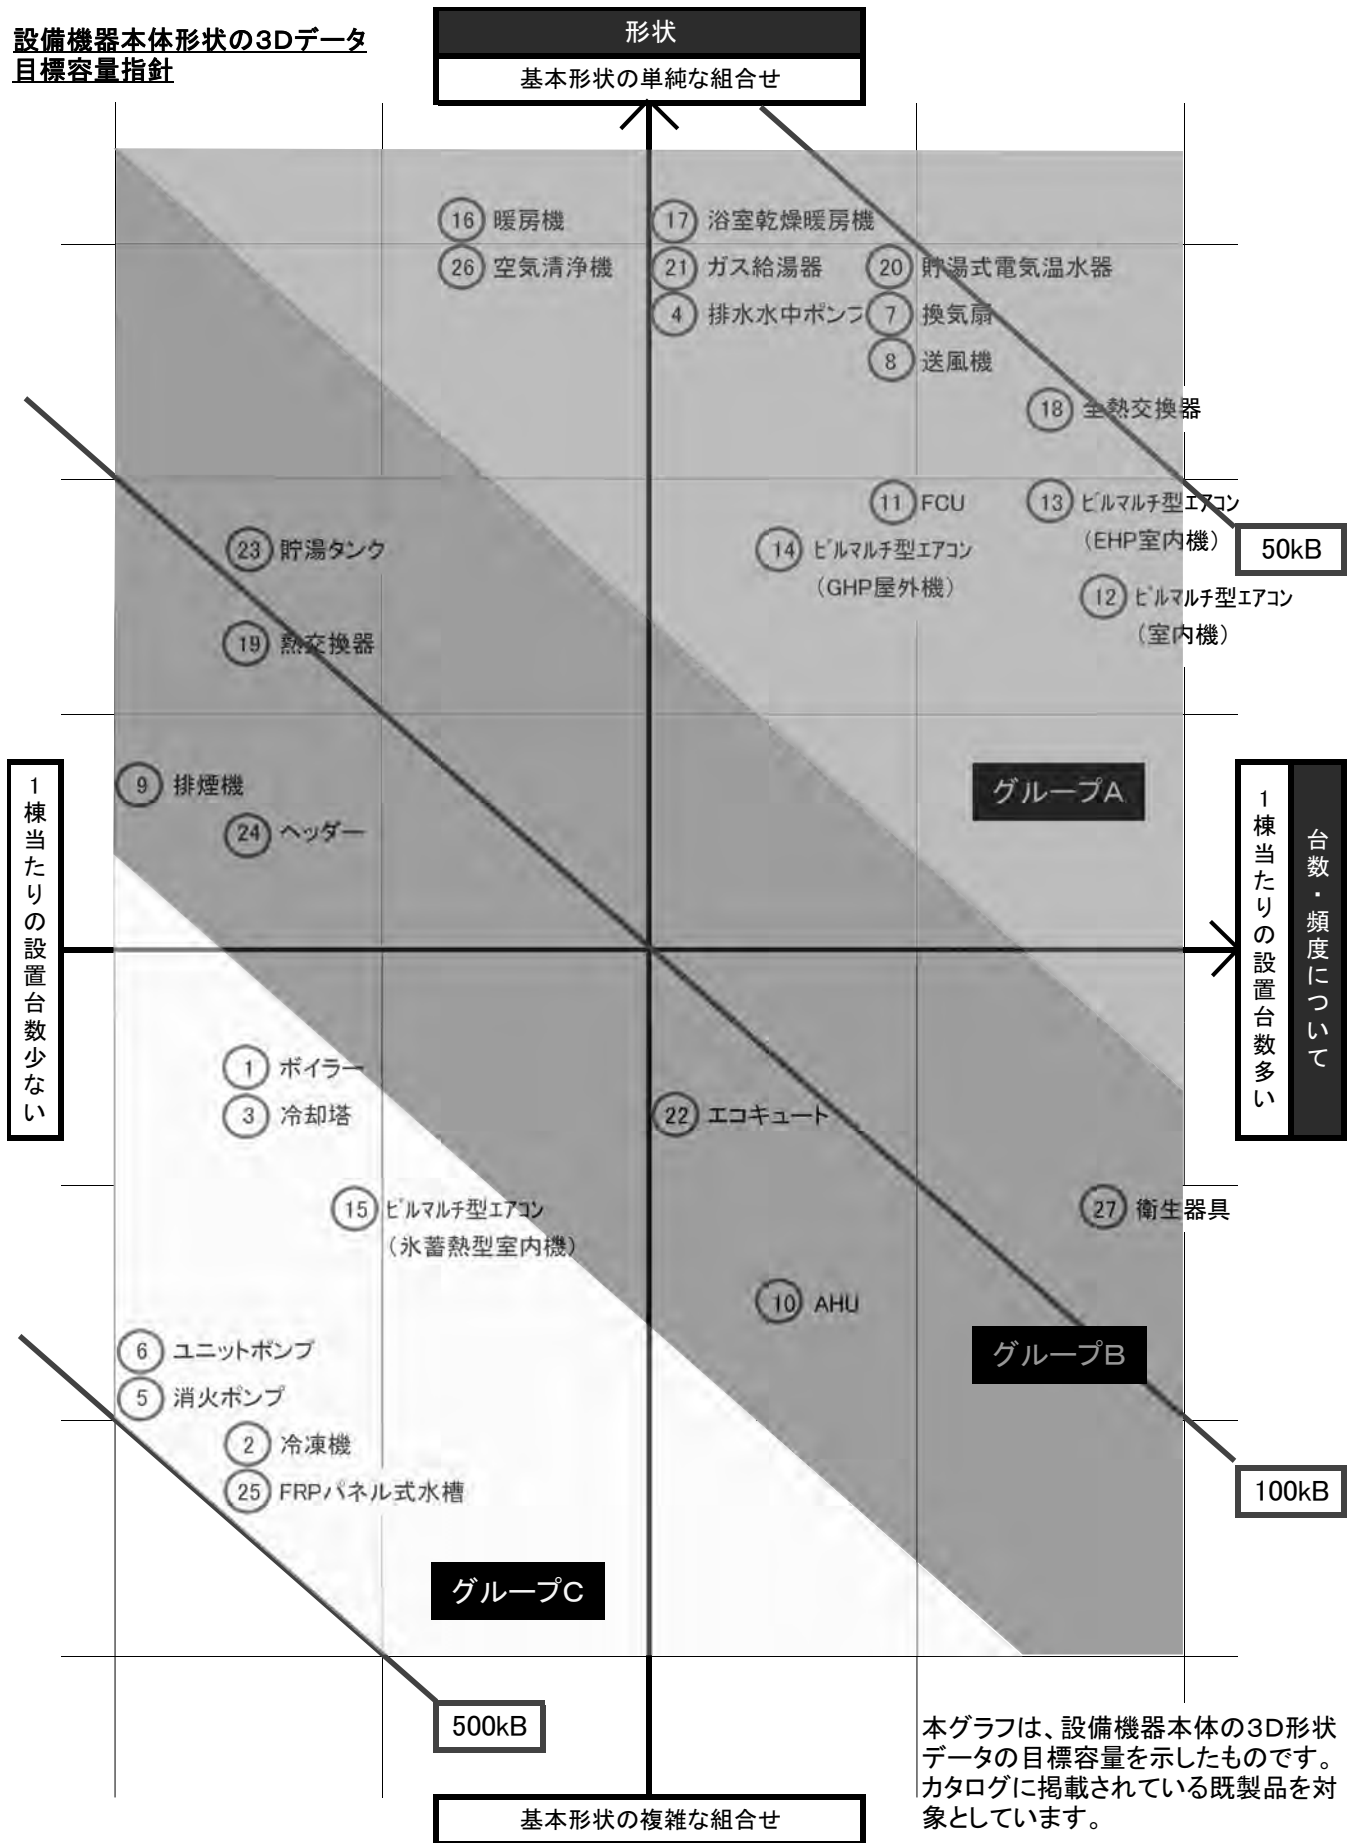 設備機器本体形状の3Dデータ
目標容量指針
形状
基本形状の単純な組合せ
16 暖房機
17 浴室乾燥暖房機
26 空気清浄機
21 ガス給湯器
20 貯湯式電気温水器
4 排水水中ポンプ
7 換気扇
8 送風機
18 全熱交換器
11 FCU
13 ビルマルチ型エアコン
(EHP室内機)
50kB
23 貯湯タンク
14 ビルマルチ型エアコン
(GHP屋外機)
12 ビルマルチ型エアコン
(室内機)
19 熱交換器
9 排煙機
グループA
24 ヘッダー
1棟当たりの設置台数少ない
1棟当たりの設置台数多い
台数・頻度について
1 ボイラー
3 冷却塔
22 エコキュート
15 ビルマルチ型エアコン
(氷蓄熱型室内機)
27 衛生器具
10 AHU
6 ユニットポンプ
グループB
5 消火ポンプ
2 冷凍機
25 FRPパネル式水槽
100kB
グループC
500kB
本グラフは、設備機器本体の3D形状
データの目標容量を示したものです。
カタログに掲載されている既製品を対
象としています。
基本形状の複雑な組合せ